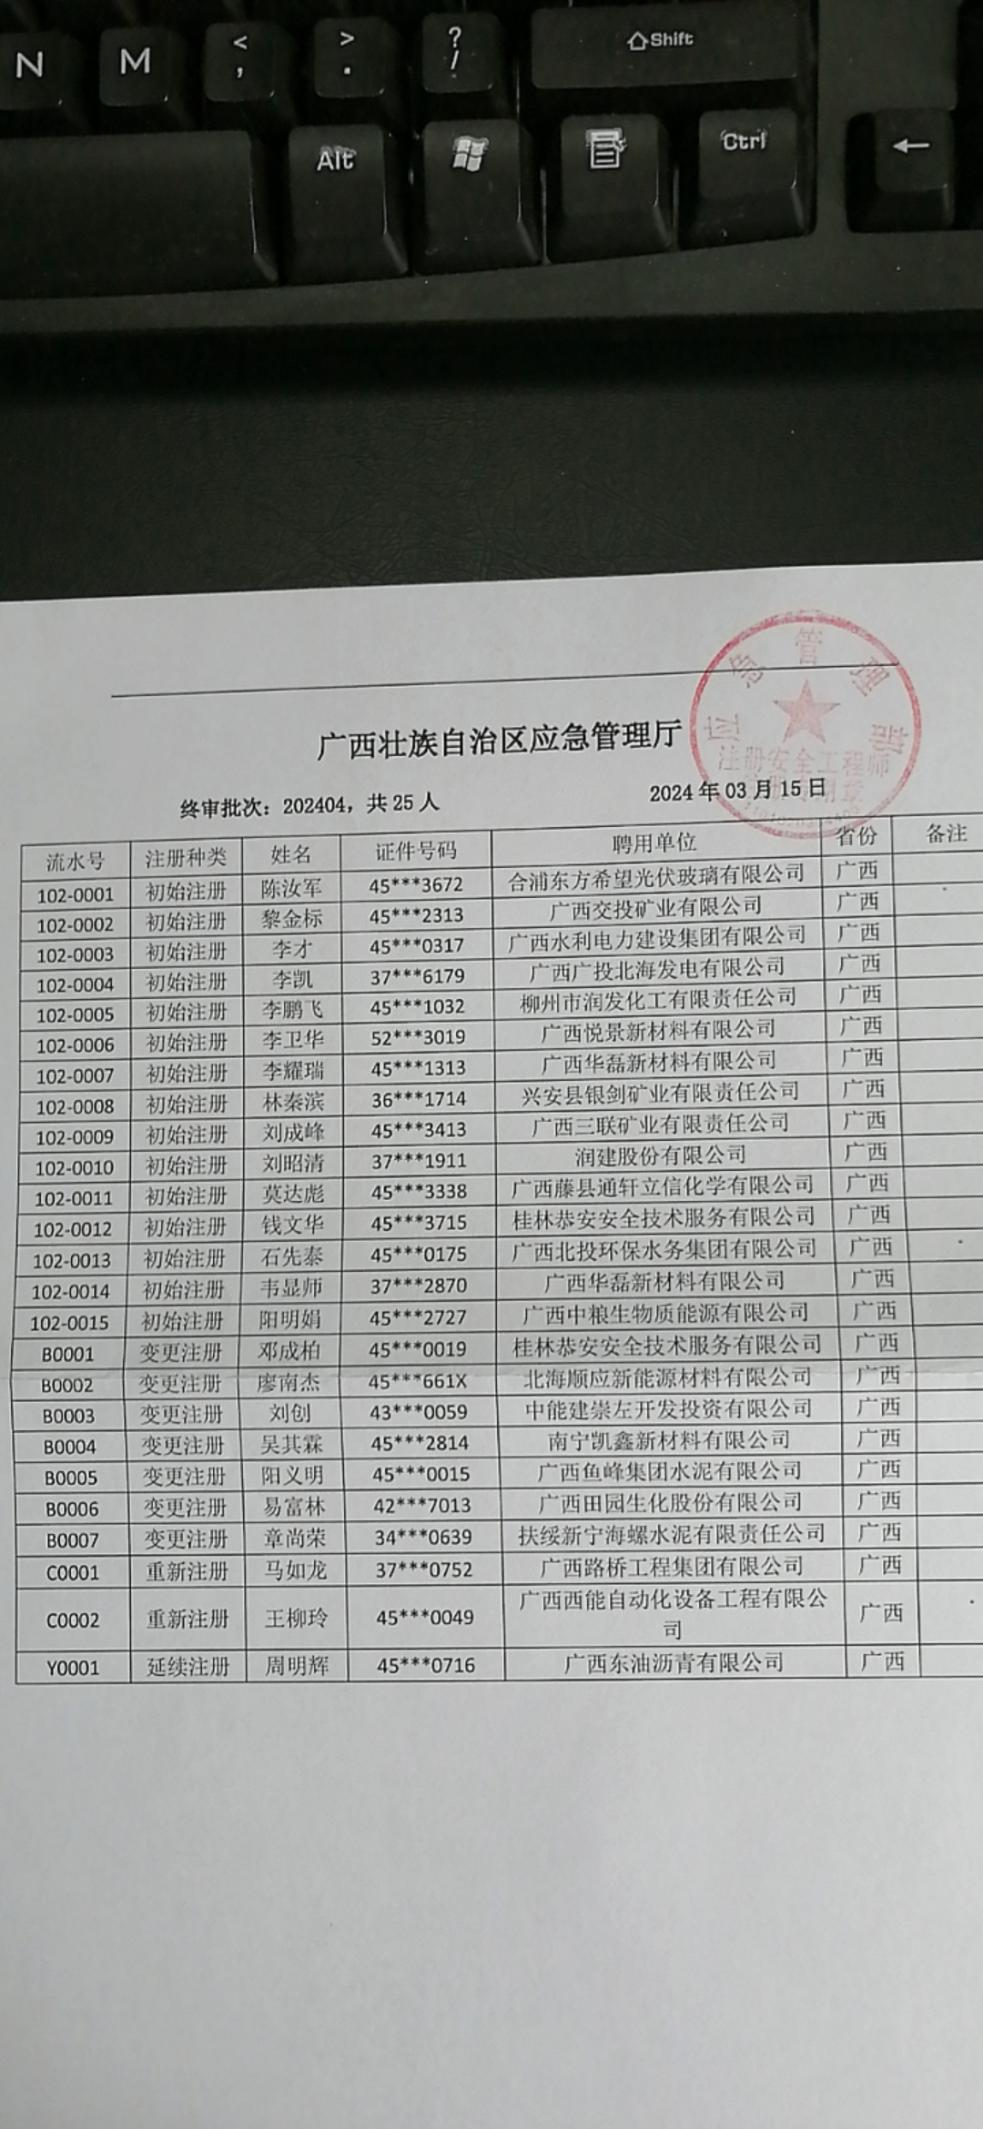 N M < , > . ? / Shift
Alt Ctrl ←
应急管理部
注册安全工程师
广西壮族自治区应急管理厅
终审批次：202404，共 25 人 2024 年 03 月 15 日
流水号 注册种类 姓名 证件号码 聘用单位 省份 备注
102-0001 初始注册 陈汝军 45***3672 合浦东方希望光伏玻璃有限公司 广西
102-0002 初始注册 黎金标 45***2313 广西交投矿业有限公司 广西
102-0003 初始注册 李才 45***0317 广西水利电力建设集团有限公司 广西
102-0004 初始注册 李凯 37***6179 广西广投北海发电有限公司 广西
102-0005 初始注册 李鹏飞 45***1032 柳州市润发化工有限责任公司 广西
102-0006 初始注册 李卫华 52***3019 广西悦景新材料有限公司 广西
102-0007 初始注册 李耀瑞 45***1313 广西华磊新材料有限公司 广西
102-0008 初始注册 林秦滨 36***1714 兴安县银剑矿业有限责任公司 广西
102-0009 初始注册 刘成峰 45***3413 广西三联矿业有限责任公司 广西
102-0010 初始注册 刘昭清 37***1911 润建股份有限公司 广西
102-0011 初始注册 莫达彪 45***3338 广西藤县通轩立信化学有限公司 广西
102-0012 初始注册 钱文华 45***3715 桂林恭安安全技术服务有限公司 广西
102-0013 初始注册 石先泰 45***0175 广西北投环保水务集团有限公司 广西
102-0014 初始注册 韦显师 37***2870 广西华磊新材料有限公司 广西
102-0015 初始注册 阳明娟 45***2727 广西中粮生物质能源有限公司 广西
B0001 变更注册 邓成柏 45***0019 桂林恭安安全技术服务有限公司 广西
B0002 变更注册 廖南杰 45***661X 北海顺应新能源材料有限公司 广西
B0003 变更注册 刘创 43***0059 中能建崇左开发投资有限公司 广西
B0004 变更注册 吴其霖 45***2814 南宁凯鑫新材料有限公司 广西
B0005 变更注册 阳义明 45***0015 广西鱼峰集团水泥有限公司 广西
B0006 变更注册 易富林 42***7013 广西田园生化股份有限公司 广西
B0007 变更注册 章尚荣 34***0639 扶绥新宁海螺水泥有限责任公司 广西
C0001 重新注册 马如龙 37***0752 广西路桥工程集团有限公司 广西
C0002 重新注册 王柳玲 45***0049 广西西能自动化设备工程有限公司 广西
Y0001 延续注册 周明辉 45***0716 广西东油沥青有限公司 广西